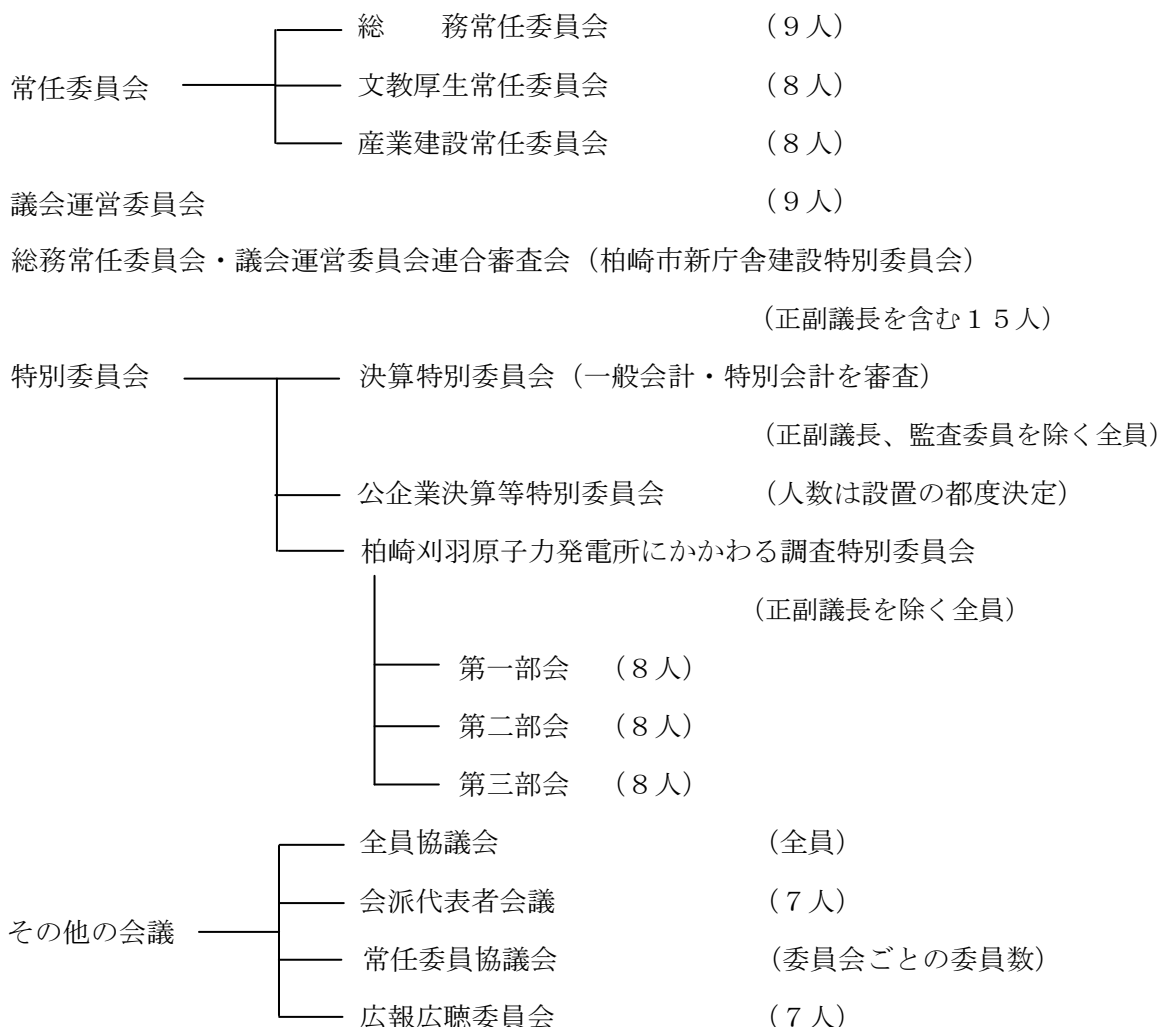 総　　務常任委員会　（９人）
常任委員会　文教厚生常任委員会　（８人）
産業建設常任委員会　（８人）
議会運営委員会　（９人）
総務常任委員会・議会運営委員会連合審査会（柏崎市新庁舎建設特別委員会）
（正副議長を含む１５人）
特別委員会　決算特別委員会（一般会計・特別会計を審査）
（正副議長、監査委員を除く全員）
公企業決算等特別委員会　（人数は設置の都度決定）
柏崎刈羽原子力発電所にかかわる調査特別委員会
（正副議長を除く全員）
第一部会　（８人）
第二部会　（８人）
第三部会　（８人）
全員協議会　（全員）
会派代表者会議　（７人）
その他の会議
常任委員協議会　（委員会ごとの委員数）
広報広聴委員会　（７人）